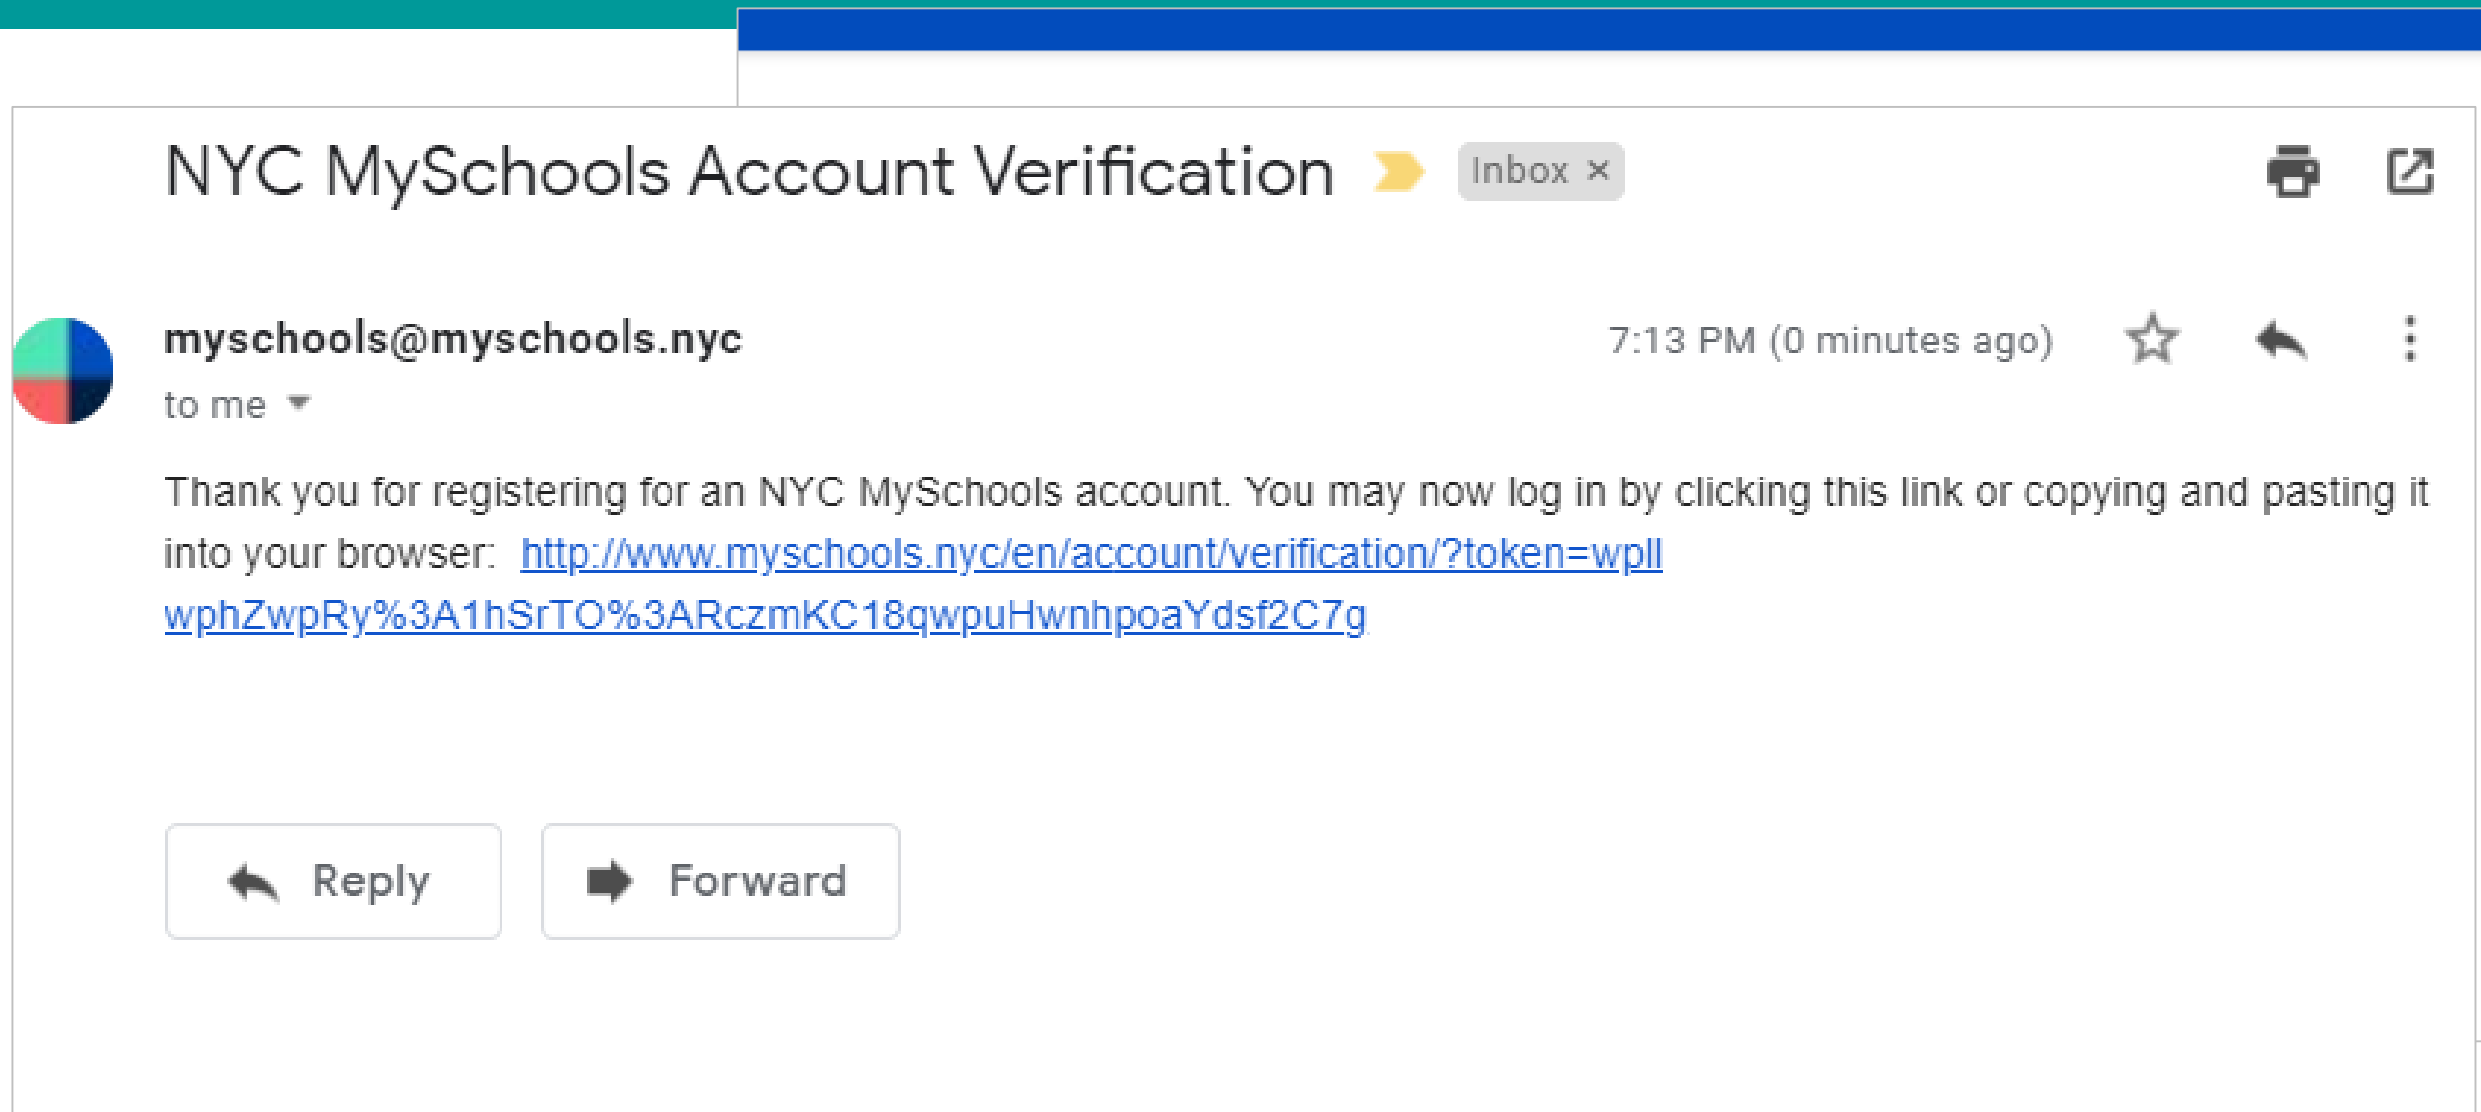 NYC MySchools Account Verification Inbox ×
myschools@myschools.nyc 7:13 PM (0 minutes ago)
to me
Thank you for registering for an NYC MySchools account. You may now log in by clicking this link or copying and pasting it
into your browser: http://www.myschools.nyc/en/account/verification/?token=wpll
wphZwpRy%3A1hSrTO%3ARczmKC18qwpuHwnhpoaYdsf2C7g
Reply Forward